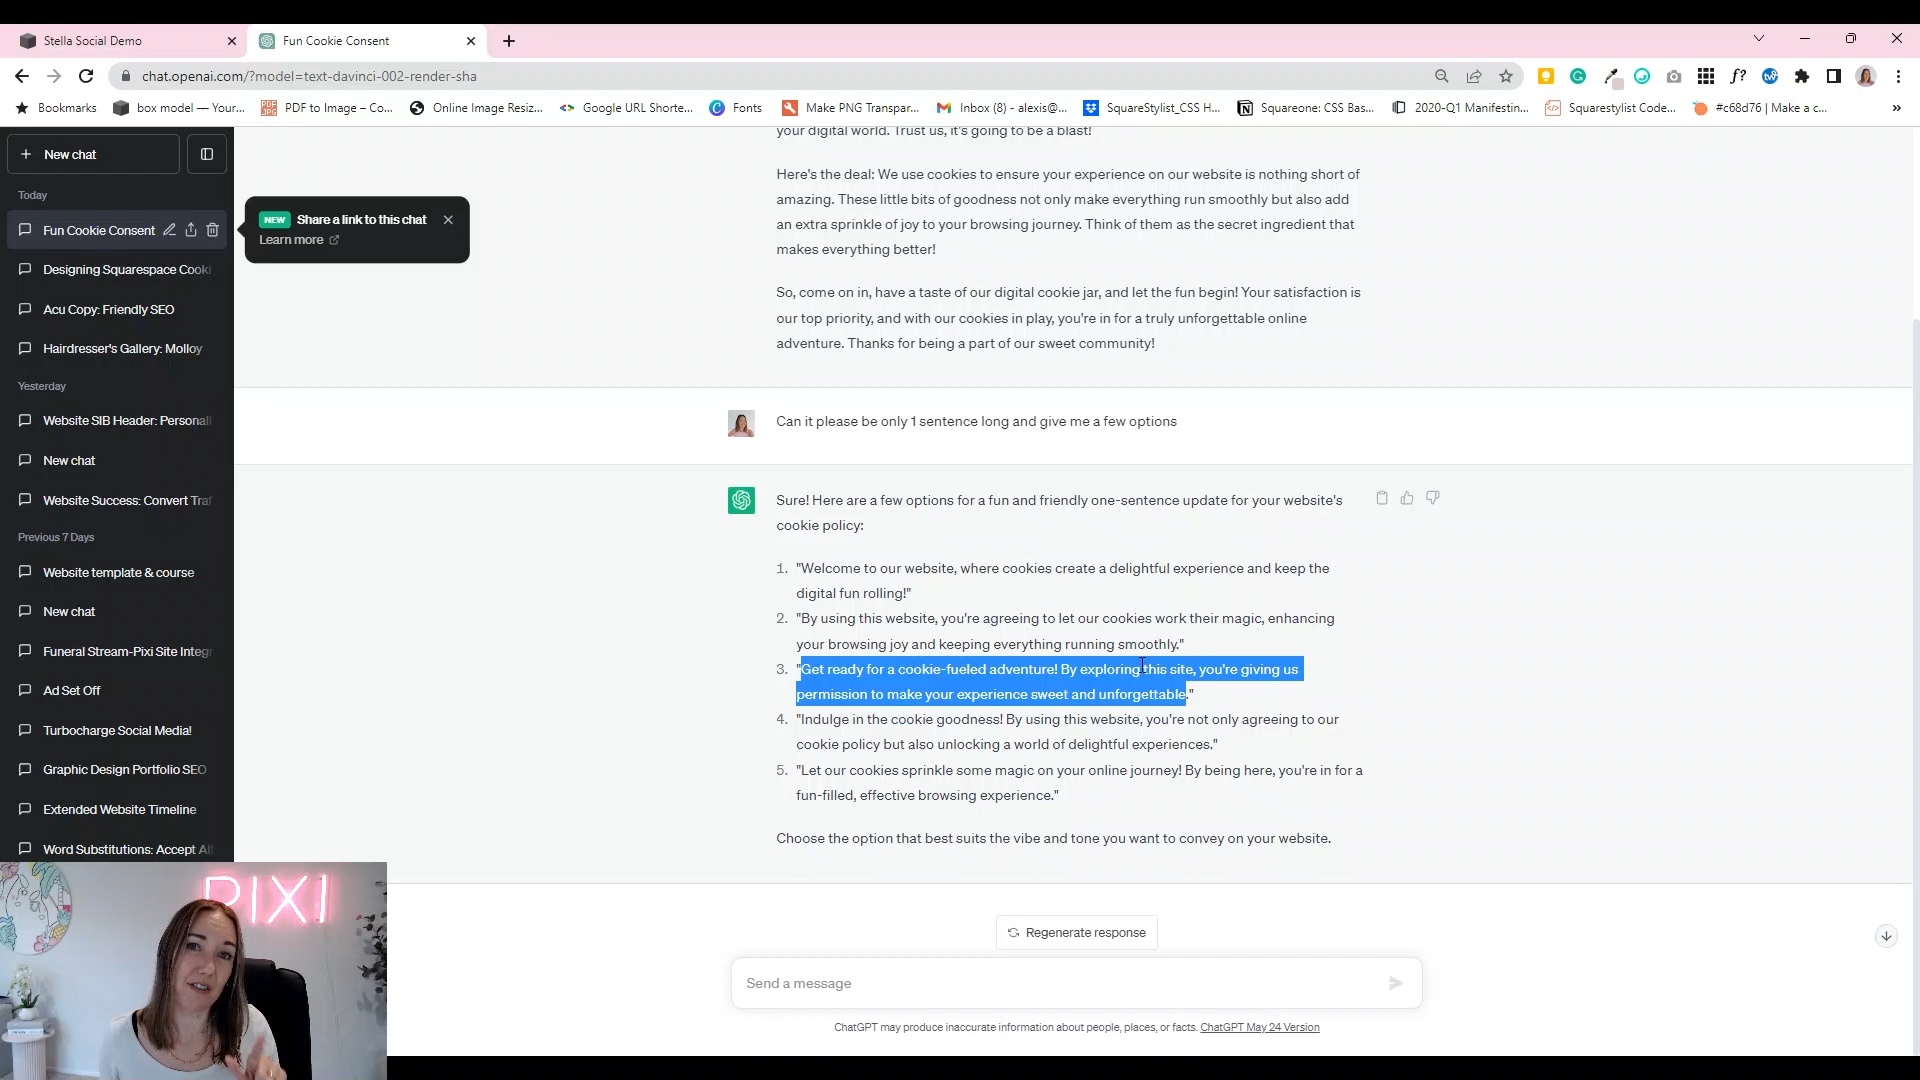 Stella Social Demo
Fun Cookie Consent
chat.openai.com/?model=text-davinci-002-render-sha
Bookmarks
box model — Your...
PDF to Image – Co...
Online Image Resiz...
Google URL Shorte...
Fonts
Make PNG Transpar...
Inbox (8) - alexis@...
SquareStylist_CSS H...
Squareone: CSS Bas...
2020-Q1 Manifestin...
Squarestylist Code...
#c68d76 | Make a c...
»
New chat
Today
Fun Cookie Consent
Designing Squarespace Cooki
Acu Copy: Friendly SEO
Hairdresser's Gallery: Molloy
Yesterday
Website SIB Header: Personali
New chat
Website Success: Convert Traf
Previous 7 Days
Website template & course
New chat
Funeral Stream-Pixi Site Integr
Ad Set Off
Turbocharge Social Media!
Graphic Design Portfolio SEO
Extended Website Timeline
Word Substitutions: Accept Alt
NEW Share a link to this chat
Learn more
your digital world. Trust us, it's going to be a blast!
Here's the deal: We use cookies to ensure your experience on our website is nothing short of
amazing. These little bits of goodness not only make everything run smoothly but also add
an extra sprinkle of joy to your browsing journey. Think of them as the secret ingredient that
makes everything better!
So, come on in, have a taste of our digital cookie jar, and let the fun begin! Your satisfaction is
our top priority, and with our cookies in play, you're in for a truly unforgettable online
adventure. Thanks for being a part of our sweet community!
Can it please be only 1 sentence long and give me a few options
Sure! Here are a few options for a fun and friendly one-sentence update for your website's
cookie policy:
1. "Welcome to our website, where cookies create a delightful experience and keep the
digital fun rolling!"
2. "By using this website, you're agreeing to let our cookies work their magic, enhancing
your browsing joy and keeping everything running smoothly."
3. "Get ready for a cookie-fueled adventure! By exploring this site, you're giving us
permission to make your experience sweet and unforgettable."
4. "Indulge in the cookie goodness! By using this website, you're not only agreeing to our
cookie policy but also unlocking a world of delightful experiences."
5. "Let our cookies sprinkle some magic on your online journey! By being here, you're in for a
fun-filled, effective browsing experience."
Choose the option that best suits the vibe and tone you want to convey on your website.
Regenerate response
Send a message
ChatGPT may produce inaccurate information about people, places, or facts. ChatGPT May 24 Version
PIXI